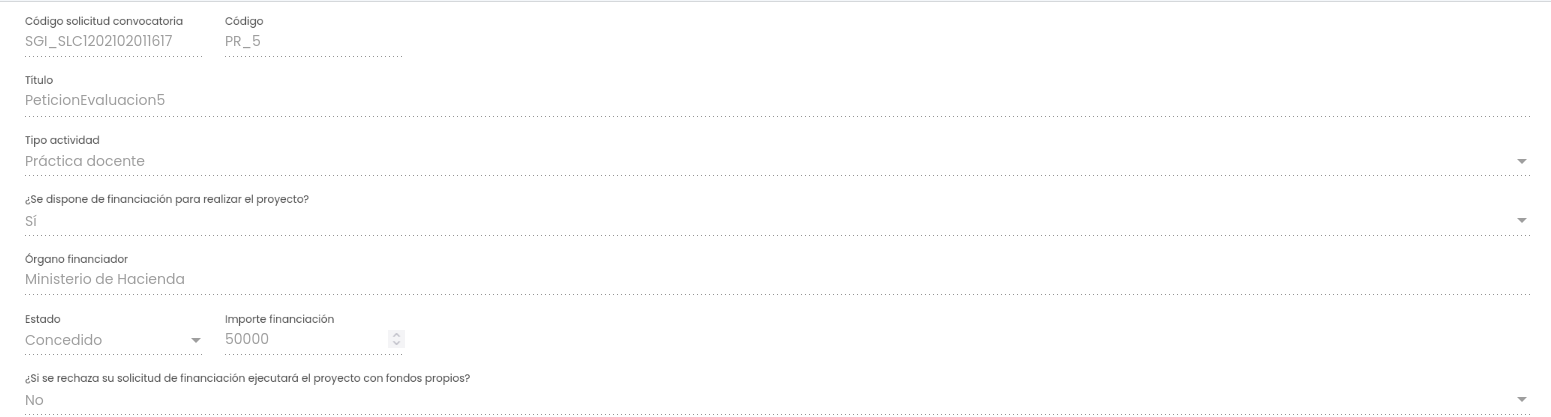 Código solicitud convocatoria Código
SGI_SLC1202102011617 PR_5
Título
PeticionEvaluacion5
Tipo actividad
Práctica docente
¿Se dispone de financiación para realizar el proyecto?
Sí
Órgano financiador
Ministerio de Hacienda
Estado Importe financiación
Concedido 50000
¿Si se rechaza su solicitud de financiación ejecutará el proyecto con fondos propios?
No